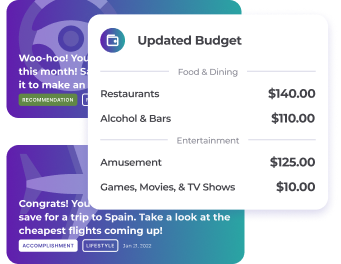 Woo-hoo! You
this month!
it to make an
RECOMMENDATION
Updated Budget
Food & Dining
Restaurants $140.00
Alcohol & Bars $110.00
Entertainment
Amusement $125.00
Games, Movies, & TV Shows $10.00
Congrats! You
save for a trip to Spain. Take a look at the
cheapest flights coming up!
ACCOMPLISHMENT LIFESTYLE Jan 21, 2022